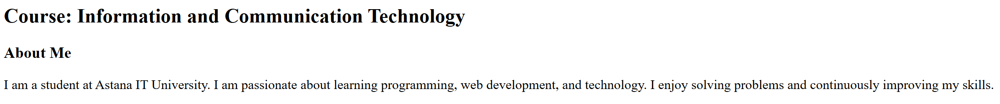 Course: Information and Communication Technology
About Me
I am a student at Astana IT University. I am passionate about learning programming, web development, and technology. I enjoy solving problems and continuously improving my skills.